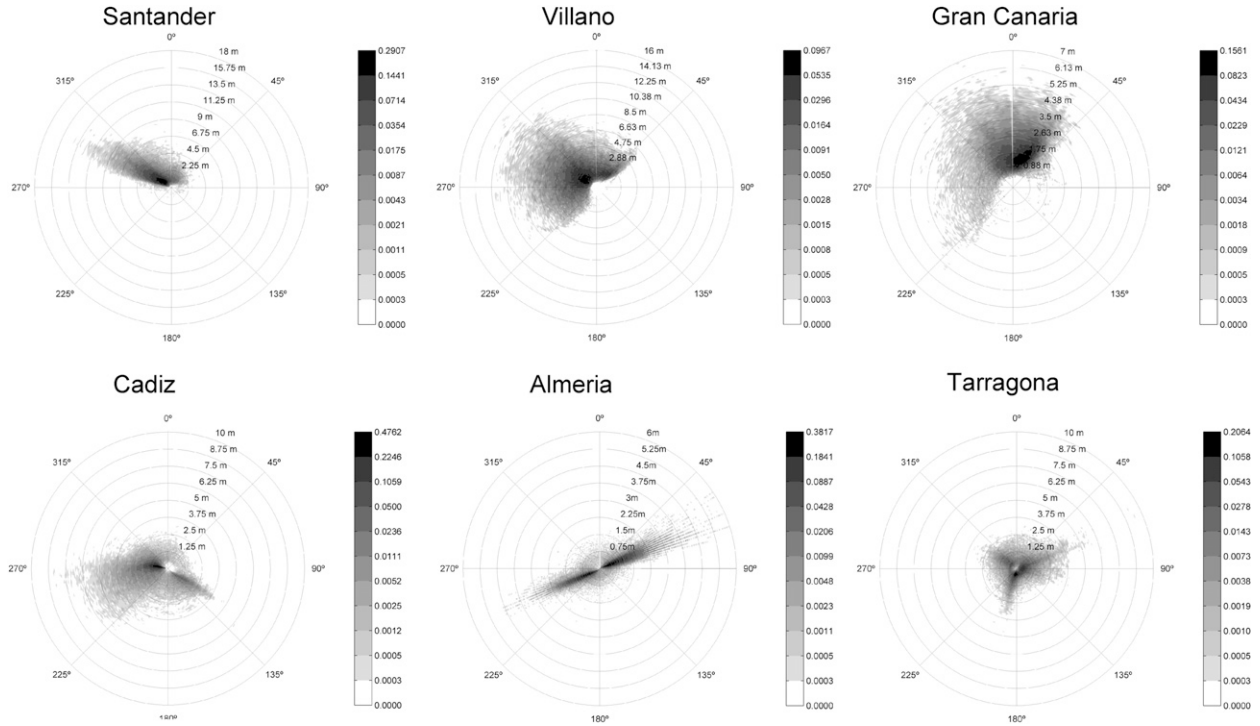 Santander
0º
45º
90º
135º
180º
225º
270º
315º
18 m
15.75 m
13.5 m
11.25 m
9 m
6.75 m
4.5 m
2.25 m
0.2907
0.1441
0.0714
0.0354
0.0175
0.0087
0.0043
0.0021
0.0011
0.0005
0.0003
0.0000
Villano
0º
45º
90º
135º
180º
225º
270º
315º
16 m
14.13 m
12.25 m
10.38 m
8.5 m
6.63 m
4.75 m
2.88 m
0.0967
0.0535
0.0296
0.0164
0.0091
0.0050
0.0028
0.0015
0.0008
0.0005
0.0003
0.0000
Gran Canaria
0º
45º
90º
135º
180º
225º
270º
315º
7 m
6.13 m
5.25 m
4.38 m
3.5 m
2.63 m
1.75 m
0.88 m
0.1561
0.0823
0.0434
0.0229
0.0121
0.0064
0.0034
0.0018
0.0009
0.0005
0.0003
0.0000
Cadiz
0º
45º
90º
135º
180º
225º
270º
315º
10 m
8.75 m
7.5 m
6.25 m
5 m
3.75 m
2.5 m
1.25 m
0.4762
0.2246
0.1059
0.0500
0.0236
0.0111
0.0052
0.0025
0.0012
0.0005
0.0003
0.0000
Almeria
0º
45º
90º
135º
180º
225º
270º
315º
6m
5.25m
4.5m
3.75m
3m
2.25m
1.5m
0.75m
0.3817
0.1841
0.0887
0.0428
0.0206
0.0099
0.0048
0.0023
0.0011
0.0005
0.0003
0.0000
Tarragona
0º
45º
90º
135º
180º
225º
270º
315º
10 m
8.75 m
7.5 m
6.25 m
5 m
3.75 m
2.5 m
1.25 m
0.2064
0.1058
0.0543
0.0278
0.0143
0.0073
0.0038
0.0019
0.0010
0.0005
0.0003
0.0000